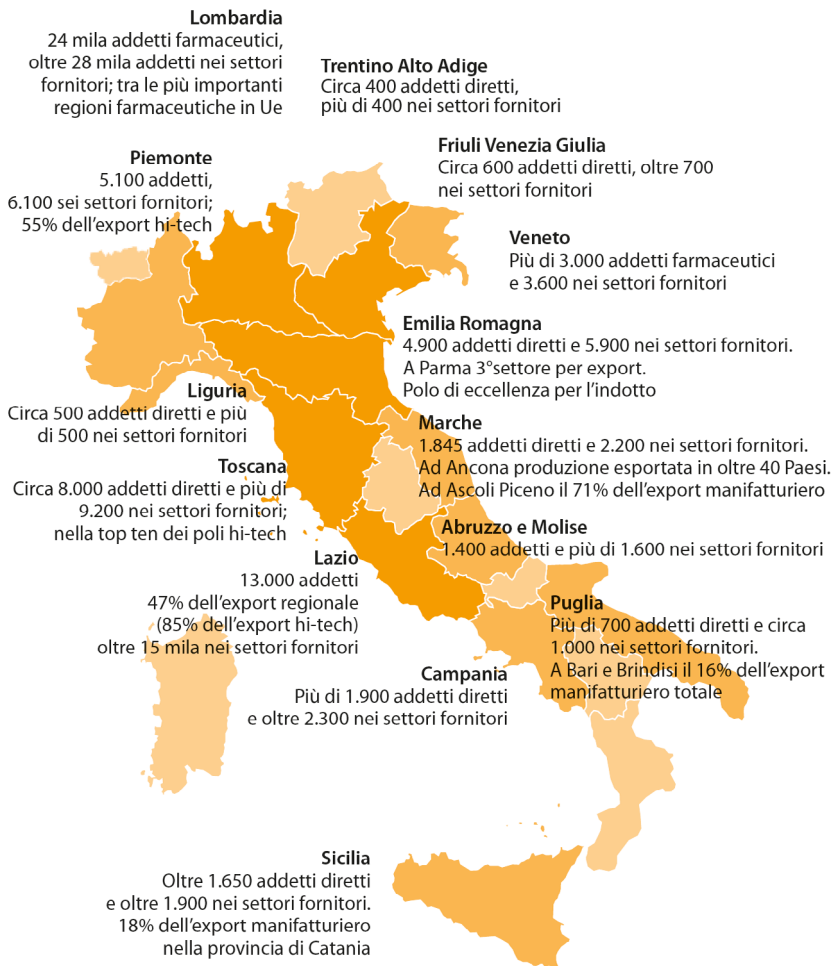 Lombardia
24 mila addetti farmaceutici,
oltre 28 mila addetti nei settori
fornitori; tra le più importanti
regioni farmaceutiche in Ue
Trentino Alto Adige
Circa 400 addetti diretti,
più di 400 nei settori fornitori
Friuli Venezia Giulia
Circa 600 addetti diretti, oltre 700
nei settori fornitori
Piemonte
5.100 addetti,
6.100 sei settori fornitori;
55% dell'export hi-tech
Veneto
Più di 3.000 addetti farmaceutici
e 3.600 nei settori fornitori
Emilia Romagna
4.900 addetti diretti e 5.900 nei settori fornitori.
A Parma 3°settore per export.
Polo di eccellenza per l'indotto
Liguria
Circa 500 addetti diretti e più
di 500 nei settori fornitori
Marche
1.845 addetti diretti e 2.200 nei settori fornitori.
Ad Ancona produzione esportata in oltre 40 Paesi.
Ad Ascoli Piceno il 71% dell'export manifatturiero
Toscana
Circa 8.000 addetti diretti e più di
9.200 nei settori fornitori;
nella top ten dei poli hi-tech
Abruzzo e Molise
1.400 addetti e più di 1.600 nei settori fornitori
Lazio
13.000 addetti
47% dell'export regionale
(85% dell'export hi-tech)
oltre 15 mila nei settori fornitori
Puglia
Più di 700 addetti diretti e circa
1.000 nei settori fornitori.
A Bari e Brindisi il 16% dell'export
manifatturiero totale
Campania
Più di 1.900 addetti diretti
e oltre 2.300 nei settori fornitori
Sicilia
Oltre 1.650 addetti diretti
e oltre 1.900 nei settori fornitori.
18% dell'export manifatturiero
nella provincia di Catania